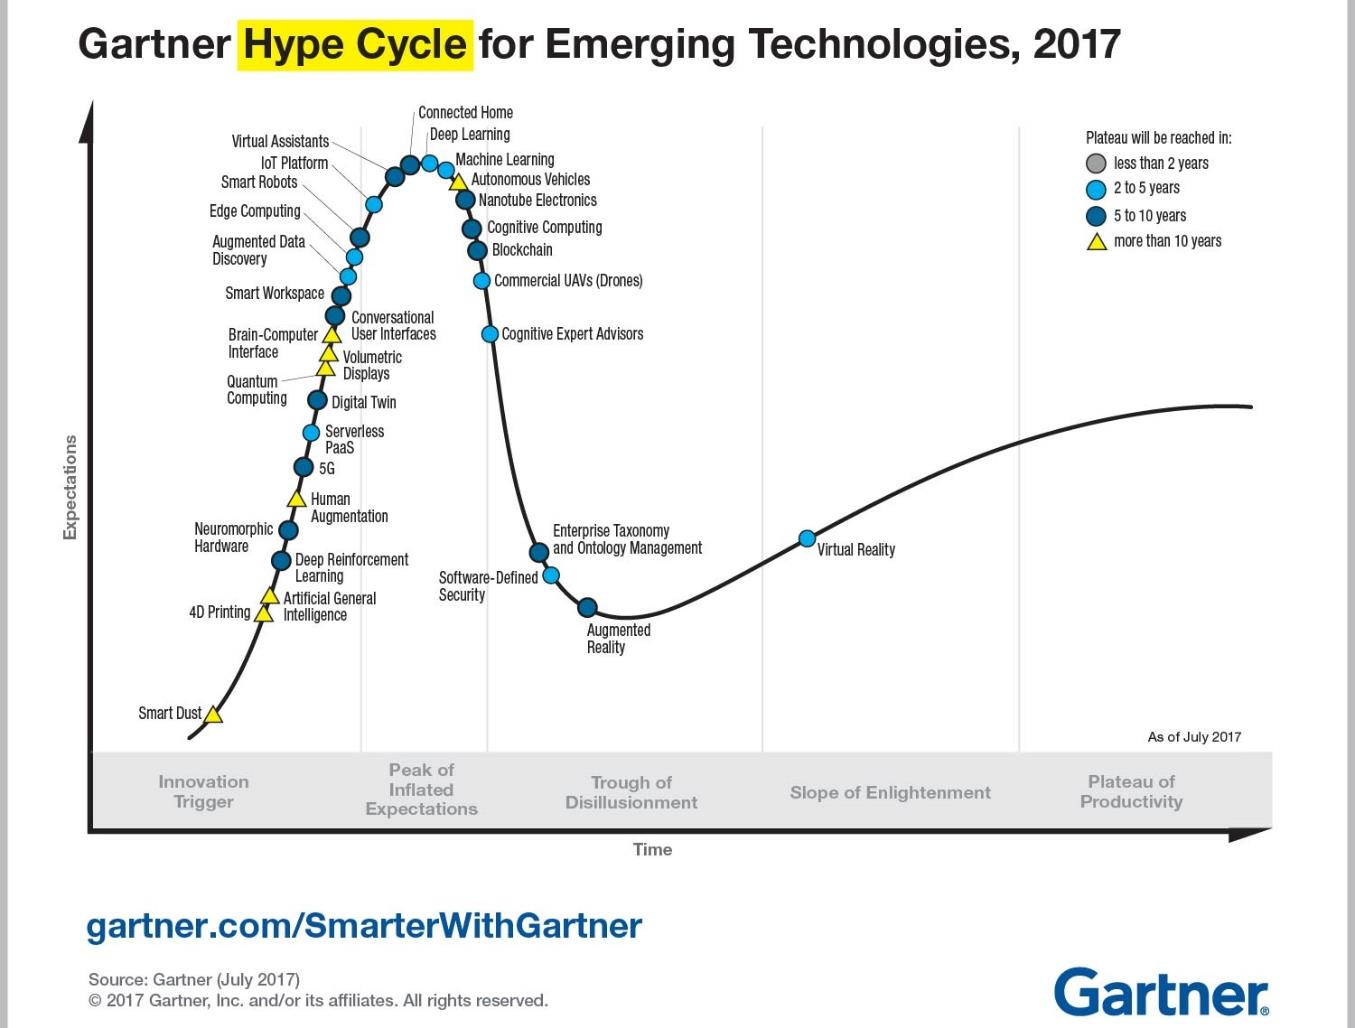 Gartner Hype Cycle for Emerging Technologies, 2017
Connected Home
Deep Learning
Virtual Assistants
Machine Learning
IoT Platform
Autonomous Vehicles
Smart Robots
Nanotube Electronics
Edge Computing
Cognitive Computing
Augmented Data
Discovery
Blockchain
Commercial UAVs (Drones)
Smart Workspace
Conversational
User Interfaces
Brain-Computer
Interface
Cognitive Expert Advisors
Volumetric
Displays
Quantum
Computing
Digital Twin
Serverless
PaaS
5G
Human
Augmentation
Neuromorphic
Hardware
Deep Reinforcement
Learning
Artificial General
Intelligence
4D Printing
Smart Dust
Enterprise Taxonomy
and Ontology Management
Software-Defined
Security
Augmented
Reality
Virtual Reality
Plateau will be reached in:
less than 2 years
2 to 5 years
5 to 10 years
more than 10 years
Expectations
As of July 2017
Innovation
Trigger
Peak of
Inflated
Expectations
Trough of
Disillusionment
Slope of Enlightenment
Plateau of
Productivity
Time
gartner.com/SmarterWithGartner
Source: Gartner (July 2017)
© 2017 Gartner, Inc. and/or its affiliates. All rights reserved.
Gartner®